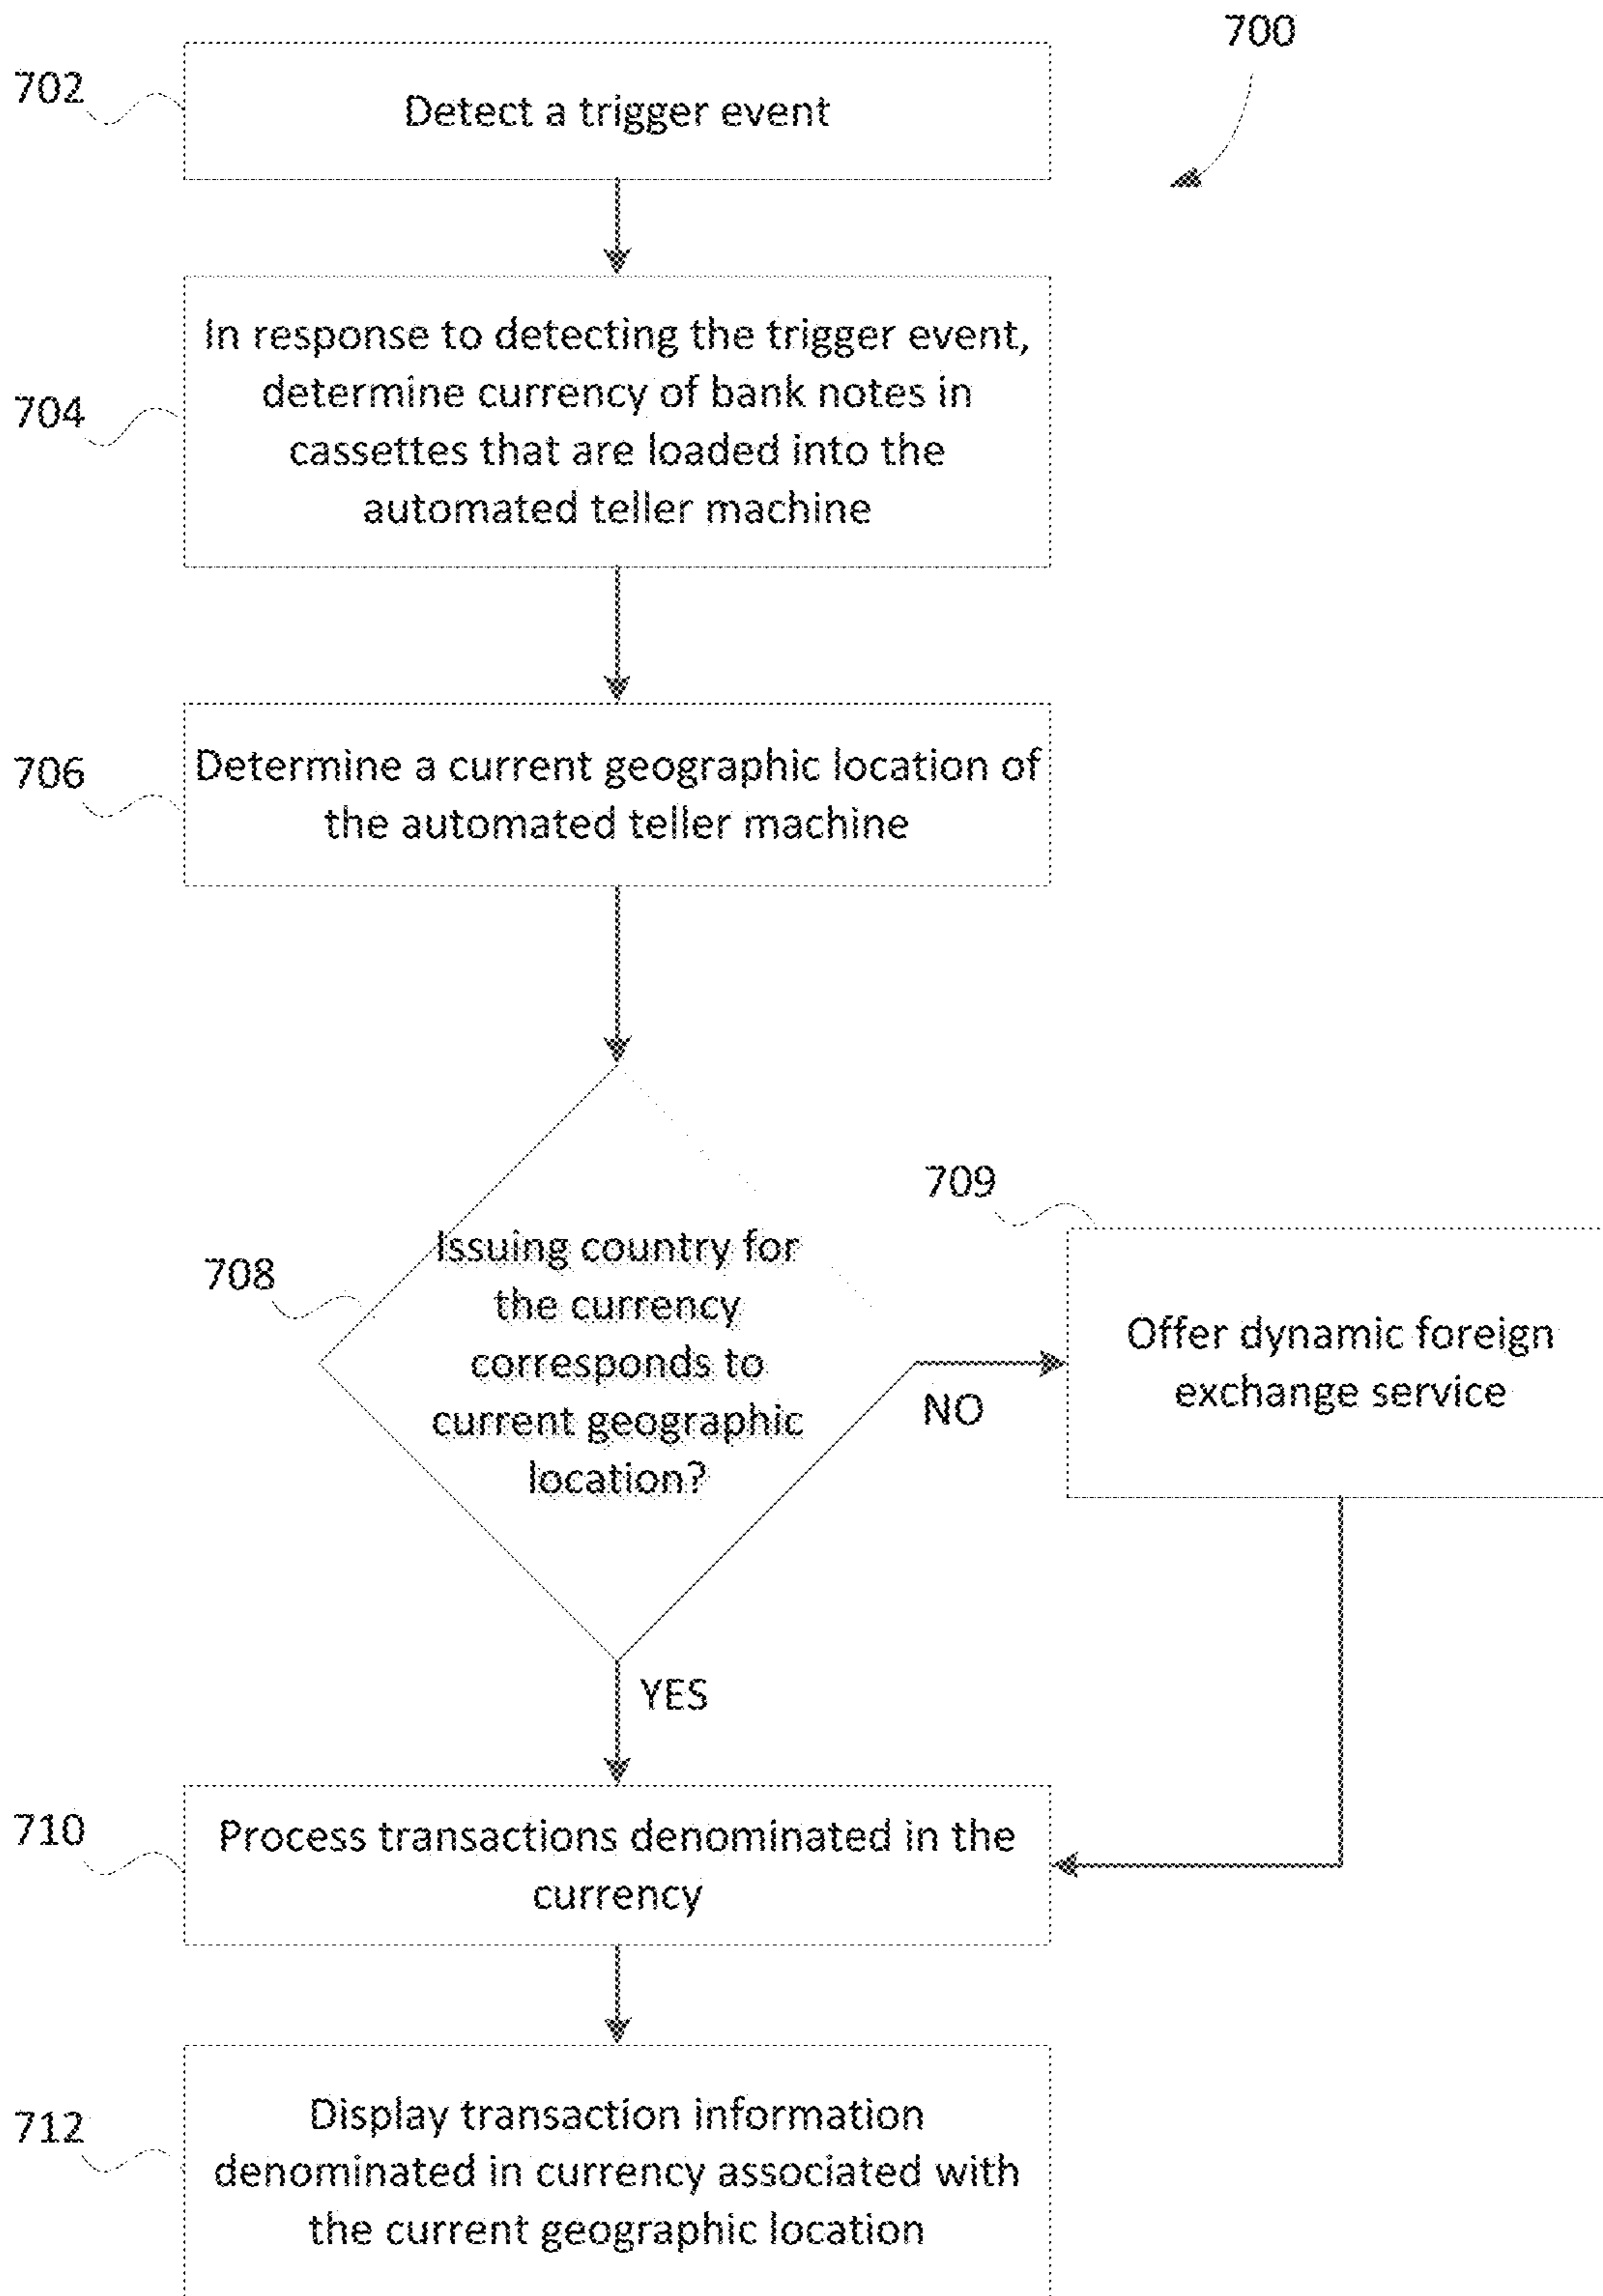 700
702
Detect a trigger event
704
In response to detecting the trigger event,
determine currency of bank notes in
cassettes that are loaded into the
automated teller machine
706
Determine a current geographic location of
the automated teller machine
708
Issuing country for
the currency
corresponds to
current geographic
location?
NO
709
Offer dynamic foreign
exchange service
YES
710
Process transactions denominated in the
currency
712
Display transaction information
denominated in currency associated with
the current geographic location